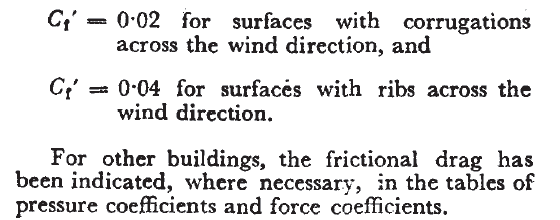 Cf′ = 0·02 for surfaces with corrugations
across the wind direction, and
Cf′ = 0·04 for surfaces with ribs across the
wind direction.
For other buildings, the frictional drag has
been indicated, where necessary, in the tables of
pressure coefficients and force coefficients.